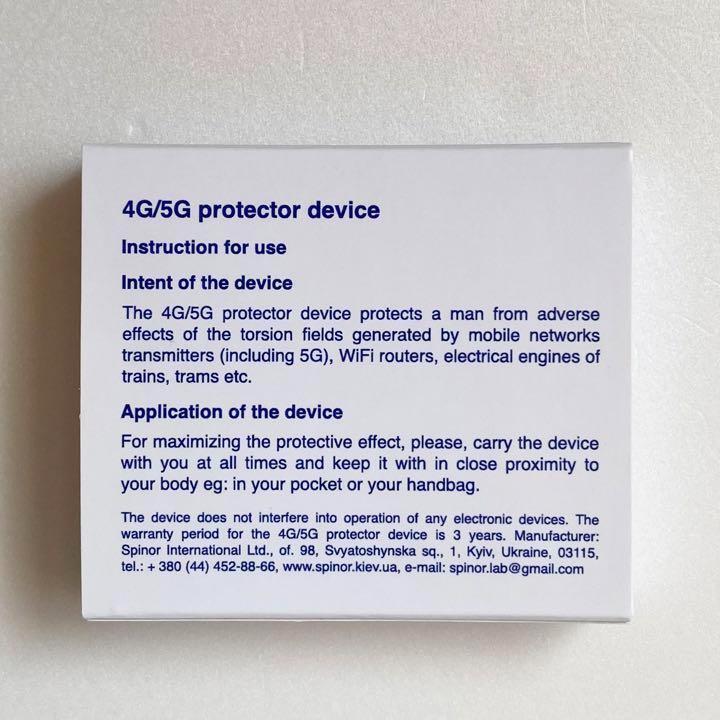 4G/5G protector device
Instruction for use
Intent of the device
The 4G/5G protector device protects a man from adverse
effects of the torsion fields generated by mobile networks
transmitters (including 5G), WiFi routers, electrical engines of
trains, trams etc.
Application of the device
For maximizing the protective effect, please, carry the device
with you at all times and keep it with in close proximity to
your body eg: in your pocket or your handbag.
The device does not interfere into operation of any electronic devices. The
warranty period for the 4G/5G protector device is 3 years. Manufacturer:
Spinor International Ltd., of. 98, Svyatoshynska sq., 1, Kyiv, Ukraine, 03115,
tel.: + 380 (44) 452-88-66, www.spinor.kiev.ua, e-mail: spinor.lab@gmail.com